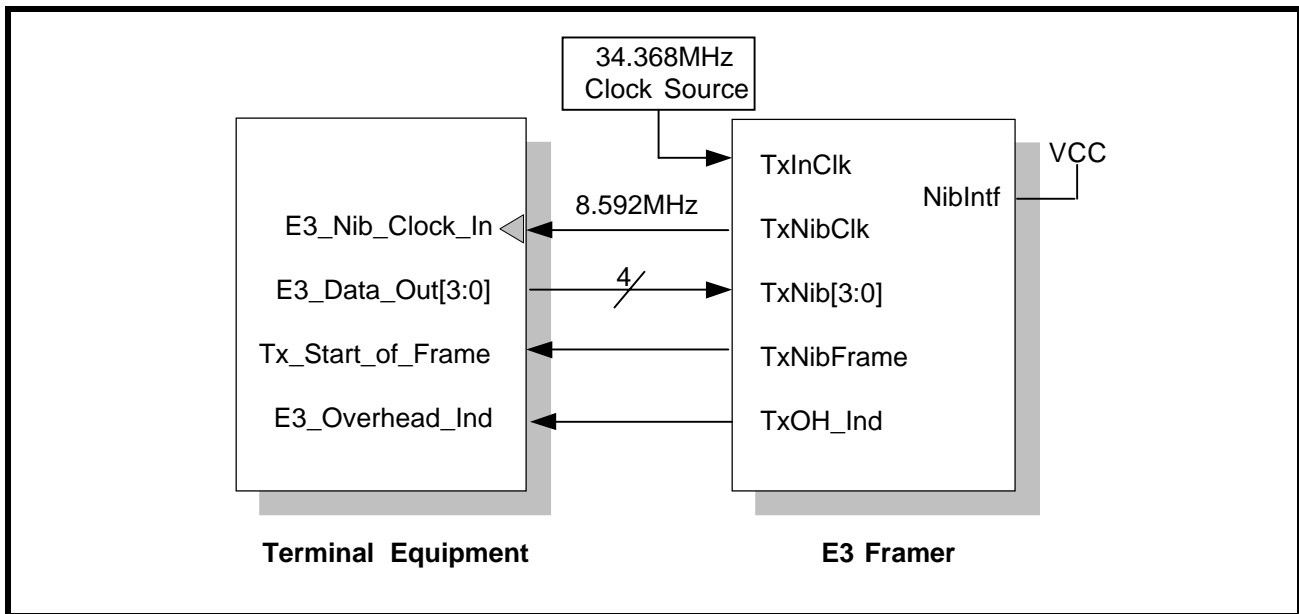 34.368MHz
Clock Source
VCC
TxInClk
NibIntf
8.592MHz
E3_Nib_Clock_In
TxNibClk
E3_Data_Out[3:0]
4
TxNib[3:0]
Tx_Start_of_Frame
TxNibFrame
E3_Overhead_Ind
TxOH_Ind
Terminal Equipment
E3 Framer